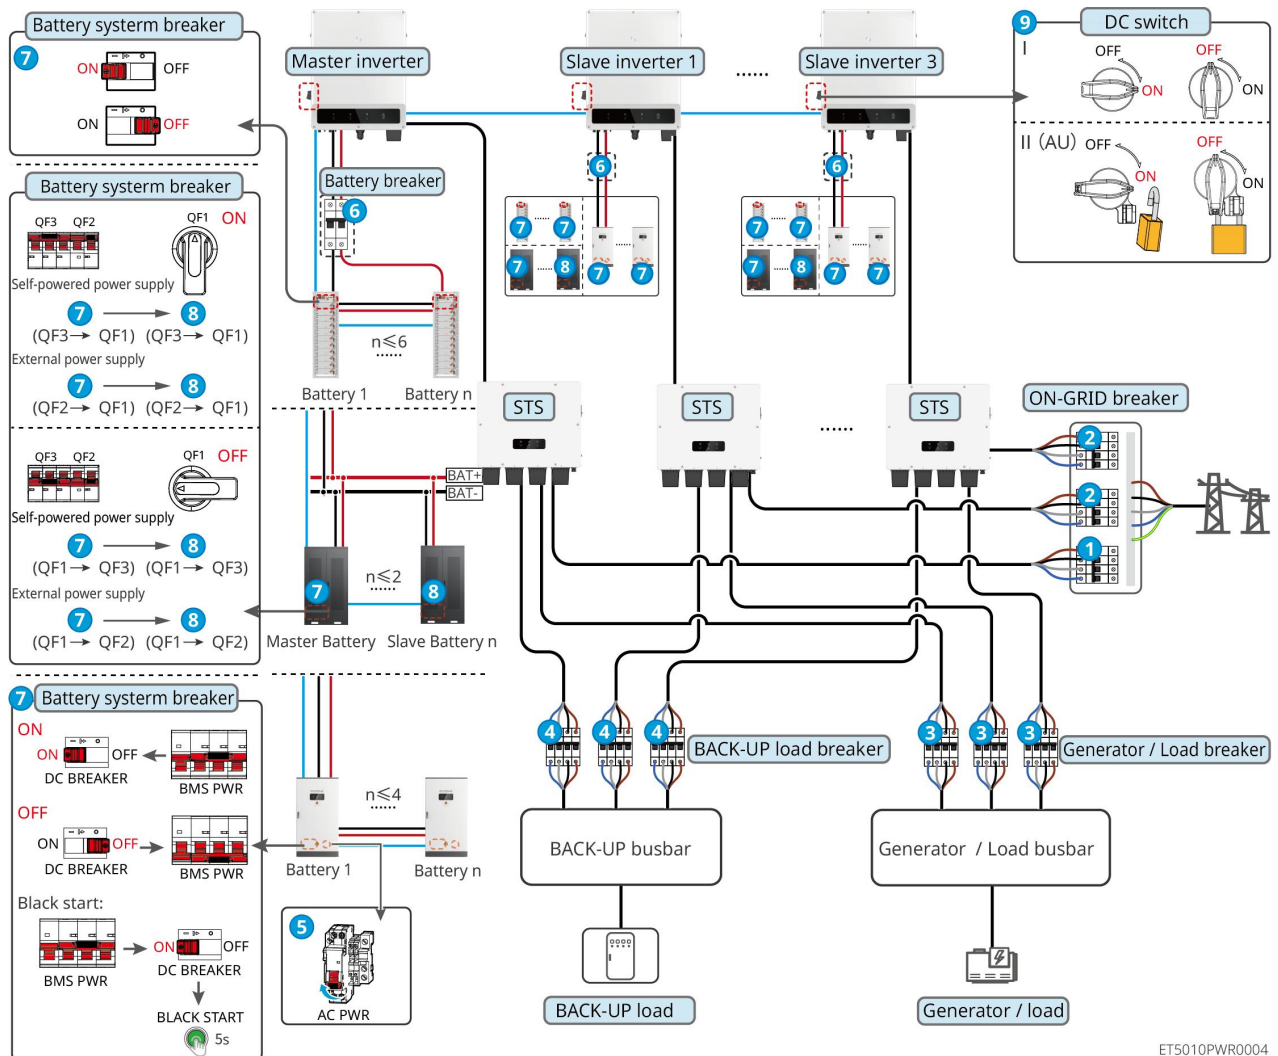 Battery systerm breaker
7
ON
OFF
ON
OFF
Battery systerm breaker
QF3 QF2
QF1 ON
Self-powered power supply
7 8
(QF3→ QF1) (QF3→ QF1)
External power supply
7 8
(QF2→ QF1) (QF2→ QF1)
QF3 QF2
QF1 OFF
Self-powered power supply
7 8
(QF1→ QF3) (QF1→ QF3)
External power supply
7 8
(QF1→ QF2) (QF1→ QF2)
7 Battery systerm breaker
ON
ON OFF
DC BREAKER
BMS PWR
OFF
ON OFF
DC BREAKER
BMS PWR
Black start:
BMS PWR
ON OFF
DC BREAKER
BLACK START
5s
Master inverter
Slave inverter 1
......
Slave inverter 3
Battery breaker
6
6
6
7 ...... 7
7 ...... 8
7 ...... 7
7 ...... 7
7 ...... 8
7 ...... 7
n≤6
......
Battery 1
Battery n
STS
STS
......
STS
BAT+
BAT-
7
n≤2
......
8
Master Battery
Slave Battery n
n≤4
......
Battery 1
Battery n
5
AC PWR
9
DC switch
I
OFF
ON
OFF
ON
II (AU)
OFF
ON
OFF
ON
ON-GRID breaker
2
2
1
4
4
4
BACK-UP load breaker
3
3
3
Generator / Load breaker
BACK-UP busbar
Generator / Load busbar
BACK-UP load
Generator / load
ET5010PWR0004